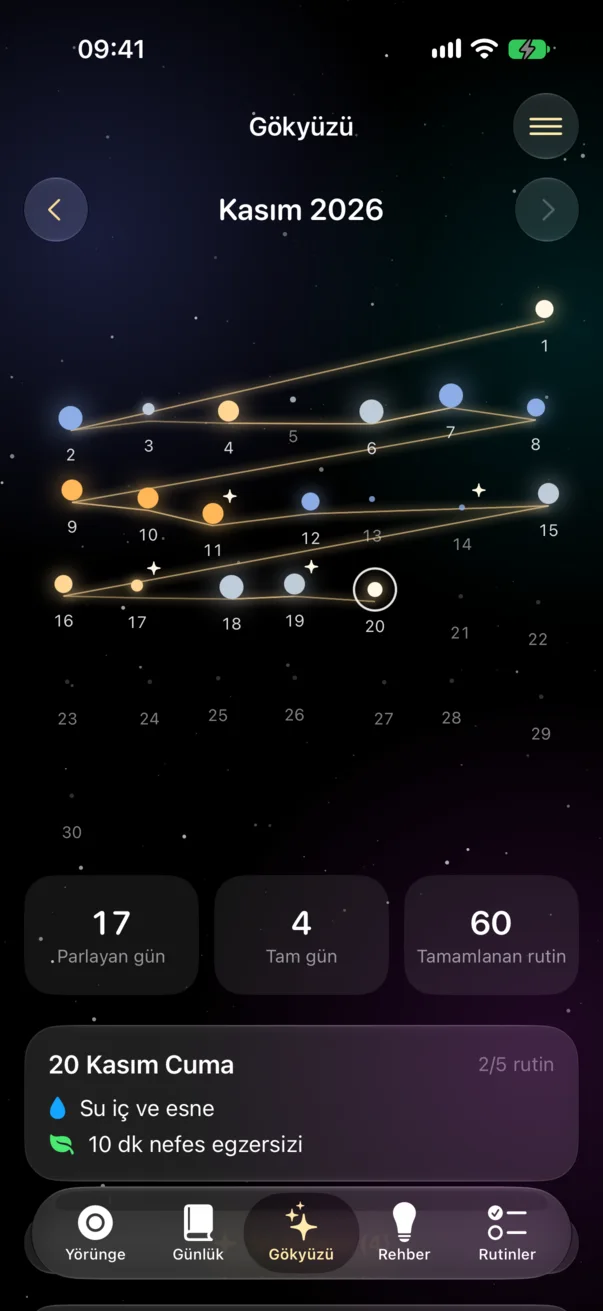 09:41
Gökyüzü
Kasım 2026
1
2 3 4 5 6 7 8
9 10 11 12 13 14 15
16 17 18 19 20 21 22
23 24 25 26 27 28 29
30
17 4 60
Parlayan gün Tam gün Tamamlanan rutin
20 Kasım Cuma 2/5 rutin
Su iç ve esne
10 dk nefes egzersizi
Yörünge Günlük Gökyüzü Rehber Rutinler